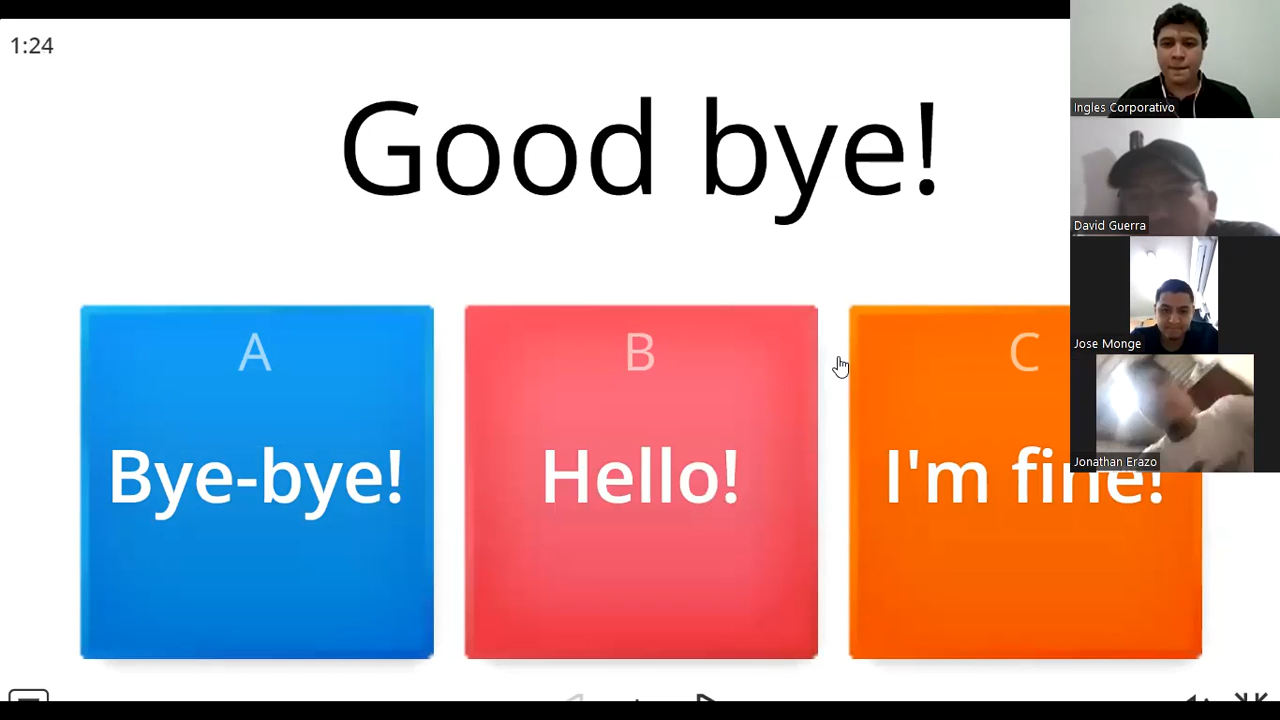 1:24
Good bye!
A
Bye-bye!
B
Hello!
C
I'm fine!
Ingles Corporativo
David Guerra
Jose Monge
Jonathan Erazo